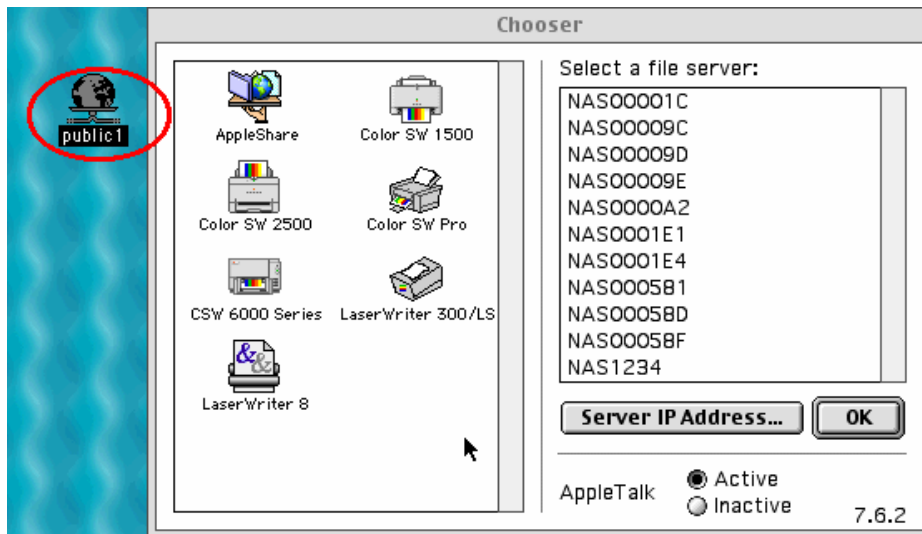 Chooser
public1
AppleShare
Color SW 1500
Color SW 2500
Color SW Pro
CSW 6000 Series
LaserWriter 300/LS
LaserWriter 8
Select a file server:
NAS00001C
NAS00009C
NAS00009D
NAS00009E
NAS0000A2
NAS0001E1
NAS0001E4
NAS000581
NAS00058D
NAS00058F
NAS1234
Server IP Address...
OK
AppleTalk
Active
Inactive
7.6.2